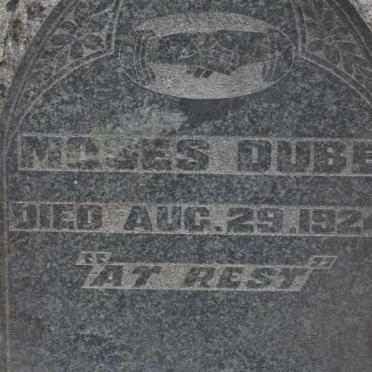 MOSES DUBE
DIED AUG. 29. 192
"AT REST"